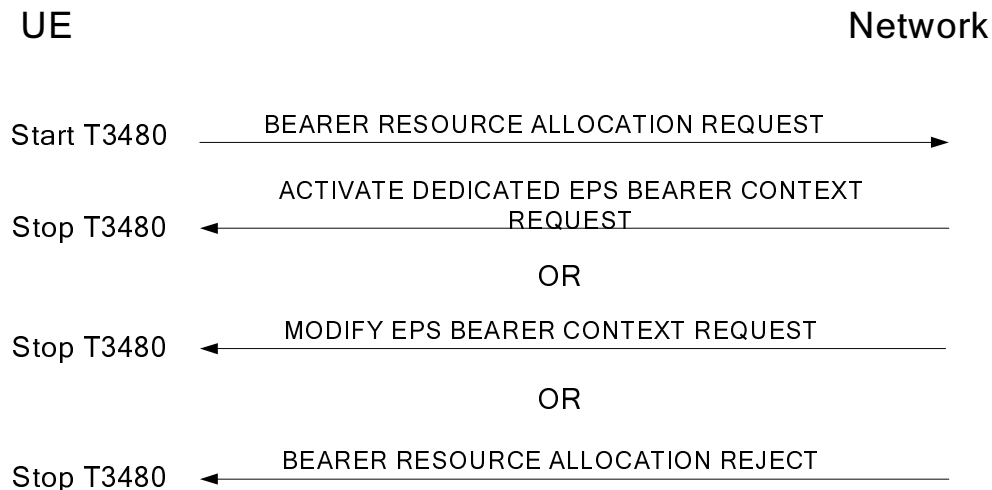 UE Network
Start T3480 BEARER RESOURCE ALLOCATION REQUEST
ACTIVATE DEDICATED EPS BEARER CONTEXT
Stop T3480 REQUEST
OR
Stop T3480 MODIFY EPS BEARER CONTEXT REQUEST
OR
Stop T3480 BEARER RESOURCE ALLOCATION REJECT